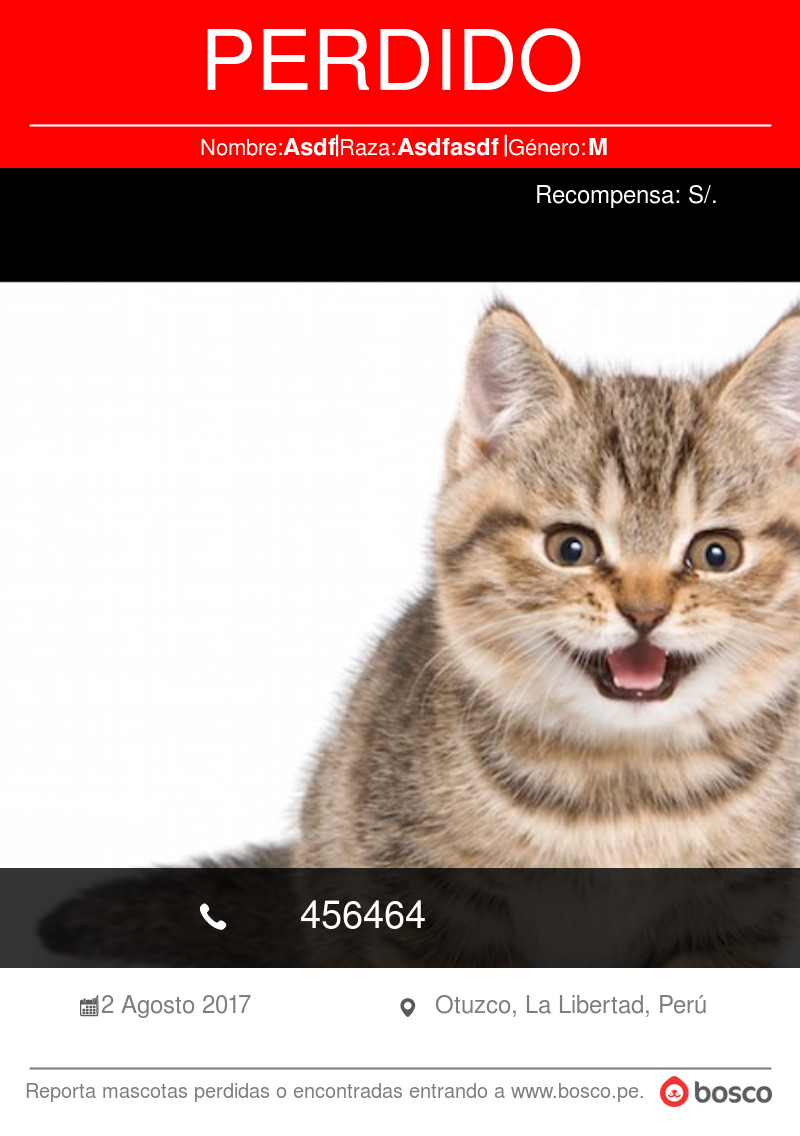 PERDIDO
Nombre:Asdf|Raza:Asdfasdf |Género:M
Recompensa: S/.
456464
2 Agosto 2017
Otuzco, La Libertad, Perú
Reporta mascotas perdidas o encontradas entrando a www.bosco.pe. bosco